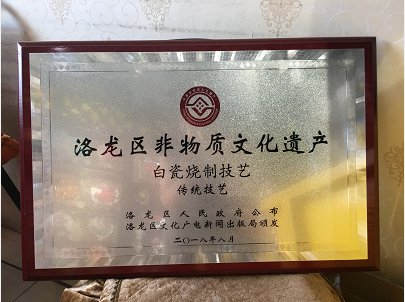 洛龙区非物质文化遗产
白瓷烧制技艺
传统技艺
洛龙区人民政府公布
洛龙区文化广电新闻出版局颁发
二〇一八年八月